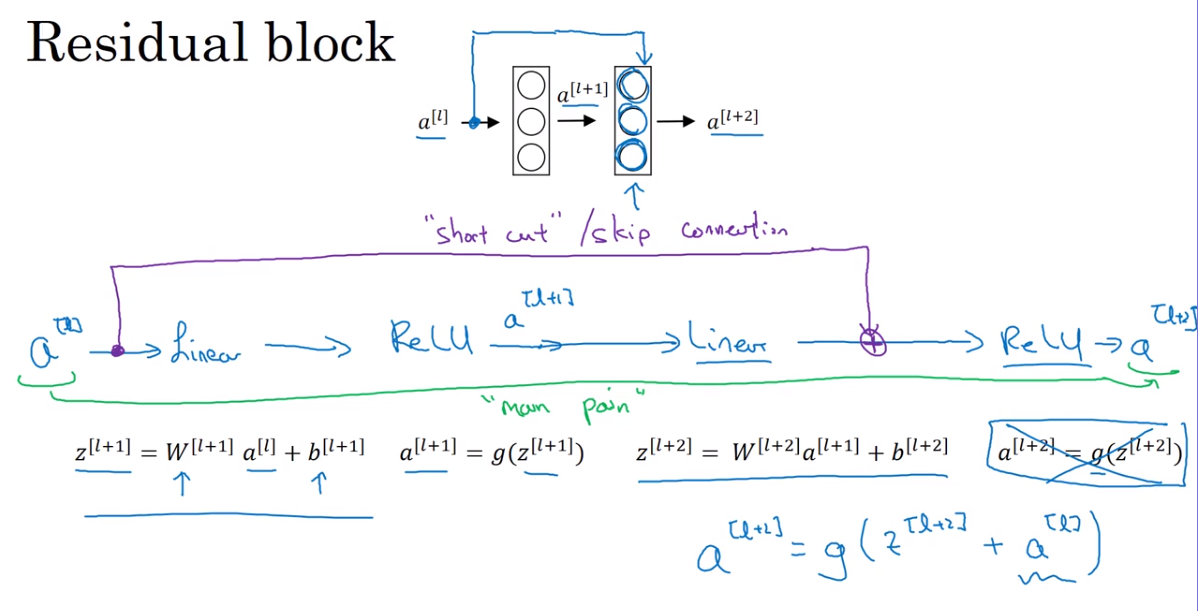 Residual block
a^[l] a^[l+1] a^[l+2]
"short cut" / skip connection
a^[l] → Linear → ReLU a^[l+1] → Linear → ReLU → a^[l+2]
"main path"
z^[l+1] = W^[l+1] a^[l] + b^[l+1] a^[l+1] = g(z^[l+1]) z^[l+2] = W^[l+2] a^[l+1] + b^[l+2] a^[l+2] = g(z^[l+2])
a^[l+2] = g(z^[l+2] + a^[l])